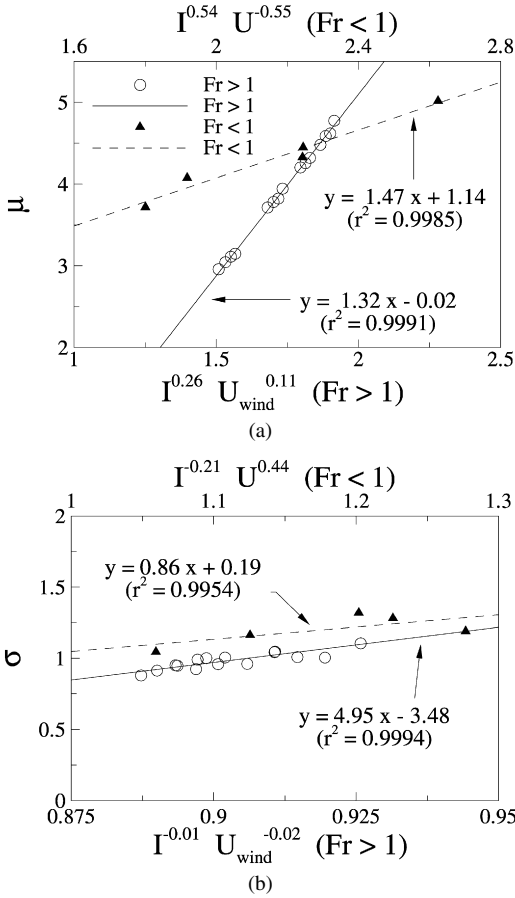 I^0.54 U^-0.55 (Fr < 1)
1.6 2 2.4 2.8
Fr > 1
Fr > 1
Fr < 1
Fr < 1
5
4
3
2
μ
y = 1.47 x + 1.14
(r^2 = 0.9985)
y = 1.32 x - 0.02
(r^2 = 0.9991)
1 1.5 2 2.5
I^0.26 U_wind^0.11 (Fr > 1)
(a)
I^-0.21 U^0.44 (Fr < 1)
1 1.1 1.2 1.3
2
1.5
1
0.5
0
σ
y = 0.86 x + 0.19
(r^2 = 0.9954)
y = 4.95 x - 3.48
(r^2 = 0.9994)
0.875 0.9 0.925 0.95
I^-0.01 U_wind^-0.02 (Fr > 1)
(b)